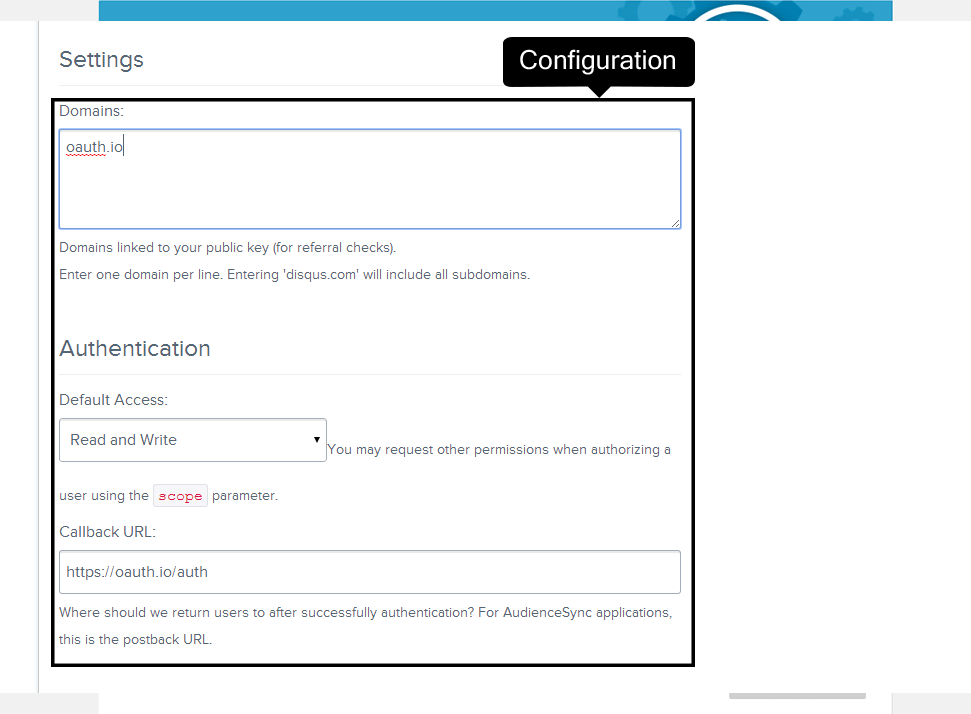 Settings
Configuration
Domains:
oauth.io
Domains linked to your public key (for referral checks).
Enter one domain per line. Entering 'disqus.com' will include all subdomains.
Authentication
Default Access:
Read and Write
You may request other permissions when authorizing a
user using the scope parameter.
Callback URL:
https://oauth.io/auth
Where should we return users to after successfully authentication? For AudienceSync applications,
this is the postback URL.